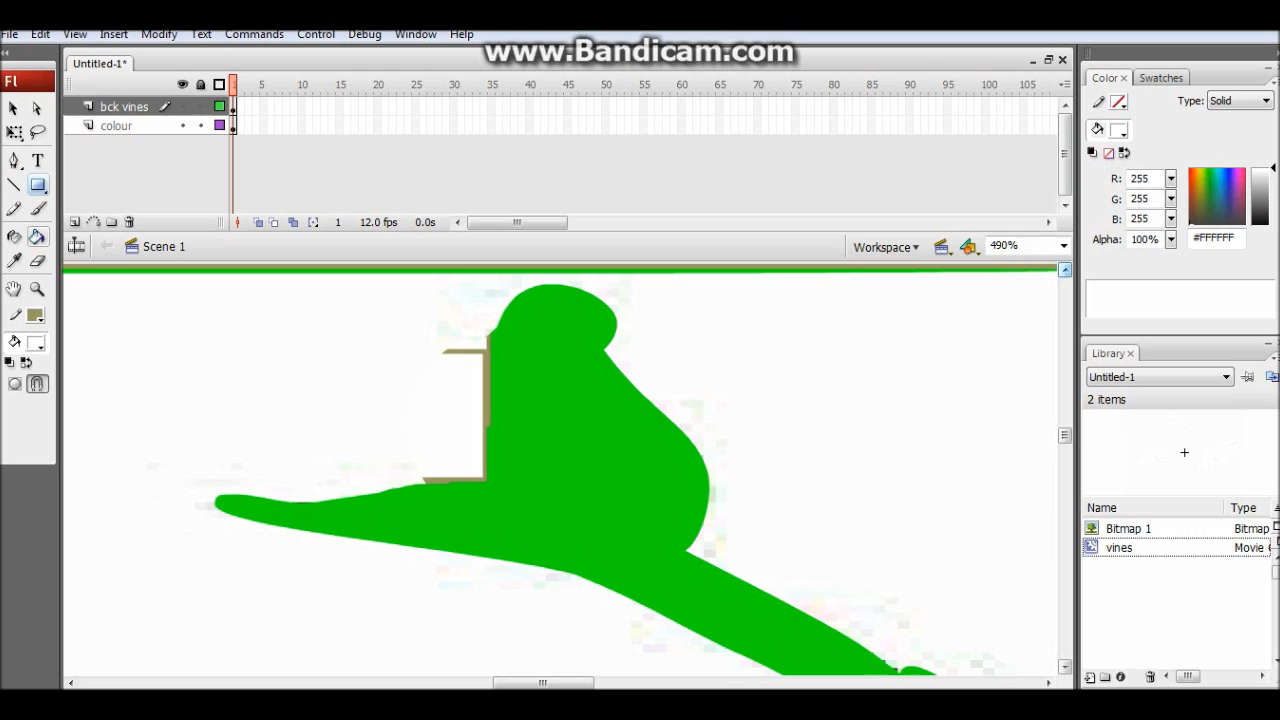 www.Bandicam.com
File Edit View Insert Modify Text Commands Control Debug Window Help
Fl
Untitled-1*
5 10 15 20 25 30 35 40 45 50 55 60 65 70 75 80 85 90 95 100 105
bck vines
colour
1 12.0 fps 0.0s
Scene 1
Workspace
490%
T
Color Swatches
Type: Solid
R: 255
G: 255
B: 255
Alpha: 100% #FFFFFF
Library
Untitled-1
2 items
Name Type
Bitmap 1 Bitmap
vines Movie